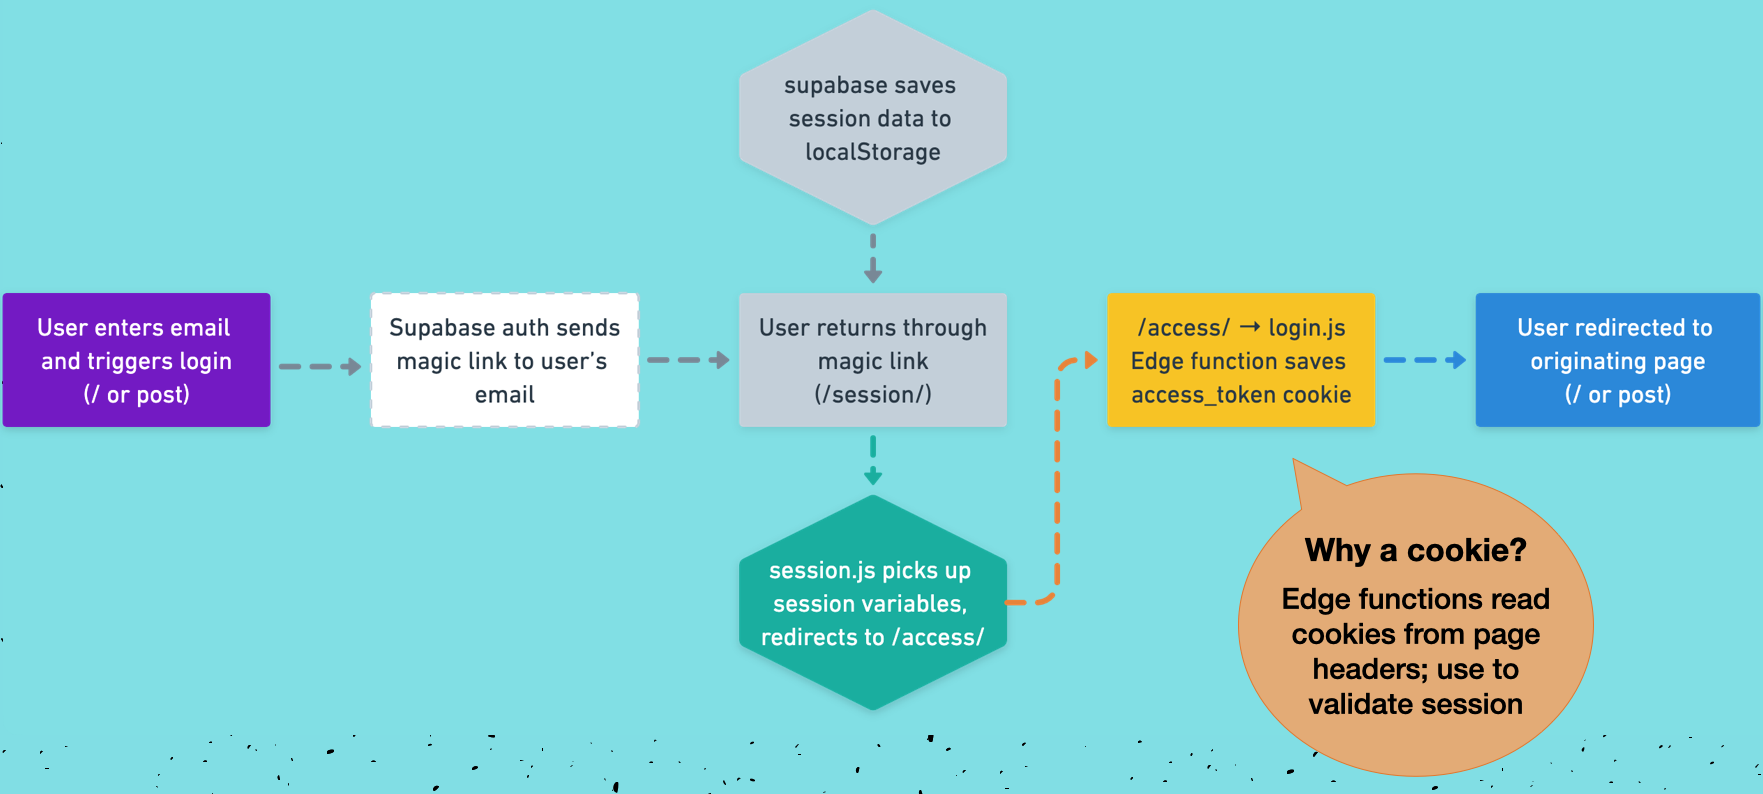 supabase saves
session data to
localStorage
User enters email
and triggers login
(/ or post)
Supabase auth sends
magic link to user’s
email
User returns through
magic link
(/session/)
/access/ → login.js
Edge function saves
access_token cookie
User redirected to
originating page
(/ or post)
session.js picks up
session variables,
redirects to /access/
Why a cookie?
Edge functions read
cookies from page
headers; use to
validate session